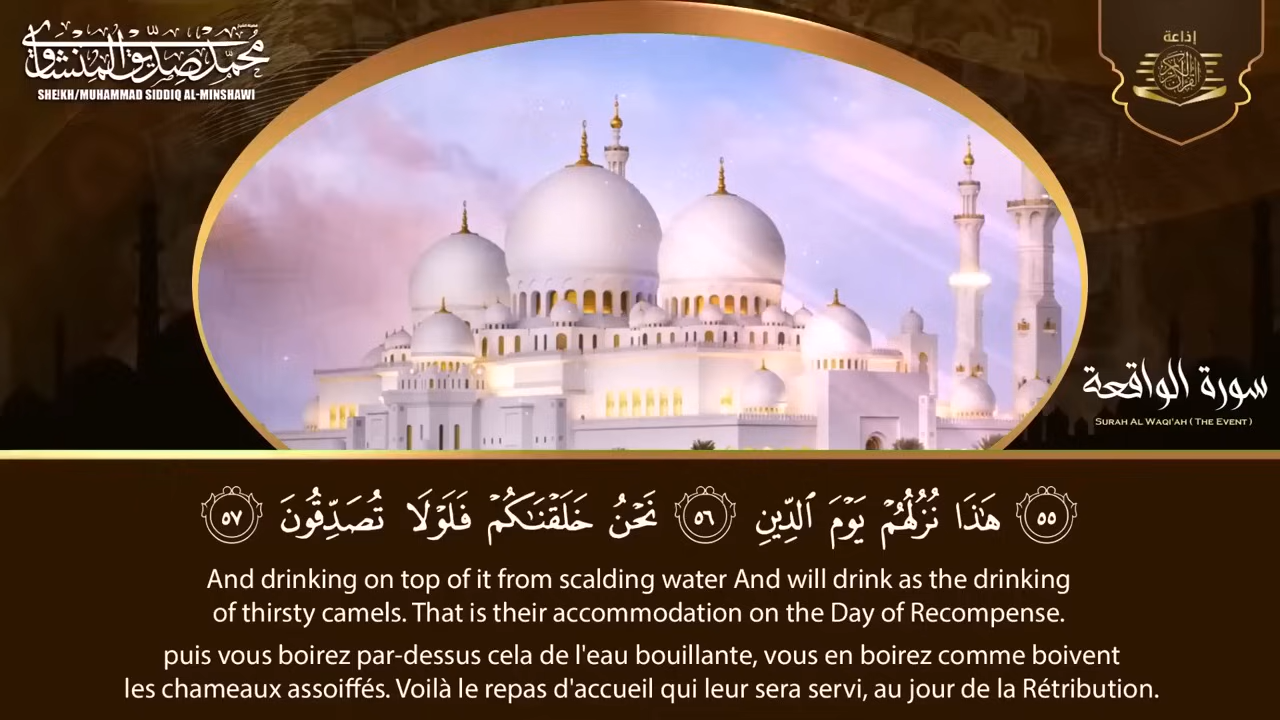 محمد صديق المنشاوي
SHEIKH/MUHAMMAD SIDDIQ AL-MINSHAWI
إذاعة
القرآن الكريم
سورة الواقعة
SURAH AL WAQI'AH ( THE EVENT )
٥٥ هَٰذَا نُزُلُهُمْ يَوْمَ ٱلدِّينِ ٥٦ نَحْنُ خَلَقْنَٰكُمْ فَلَوْلَا تُصَدِّقُونَ ٥٧
And drinking on top of it from scalding water And will drink as the drinking
of thirsty camels. That is their accommodation on the Day of Recompense.
puis vous boirez par-dessus cela de l'eau bouillante, vous en boirez comme boivent
les chameaux assoiffés. Voilà le repas d'accueil qui leur sera servi, au jour de la Rétribution.